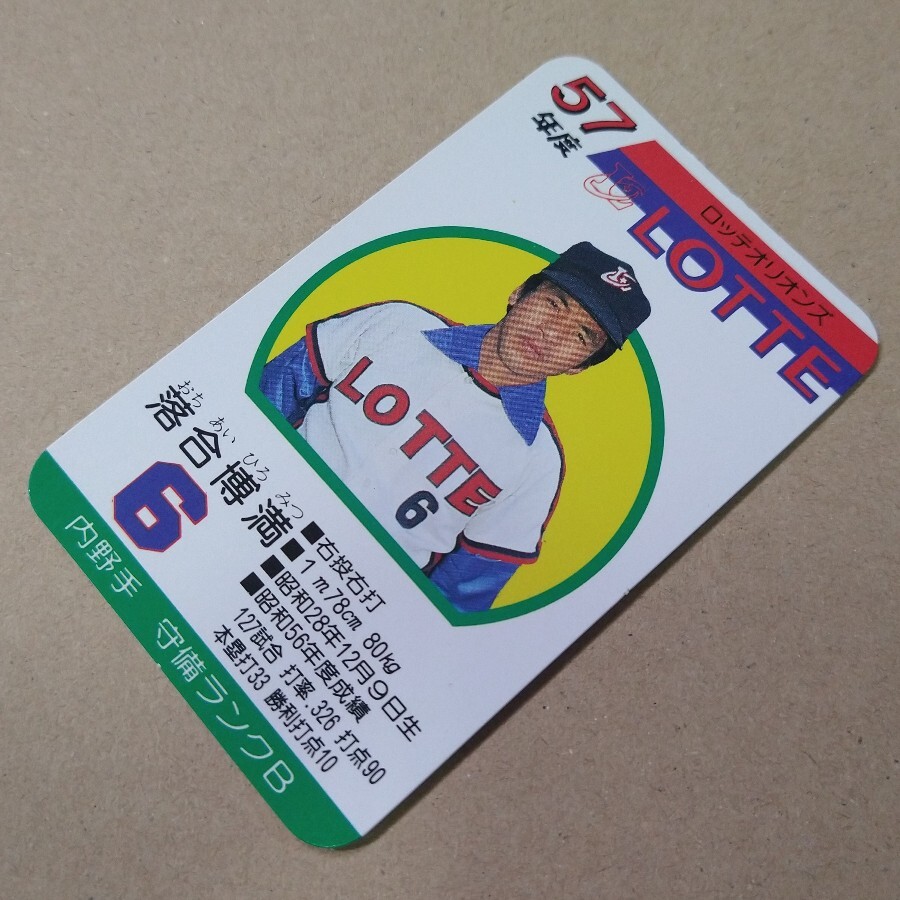 57
年度
ロッテオリオンズ
LOTTE
LOTTE
6
おち あい ひろ みつ
落合博満
6
■右投右打
■1m78cm 80kg
■昭和28年12月9日生
■昭和56年度成績
127試合 打率.326 打点90
本塁打33 勝利打点10
内野手 守備ランクB